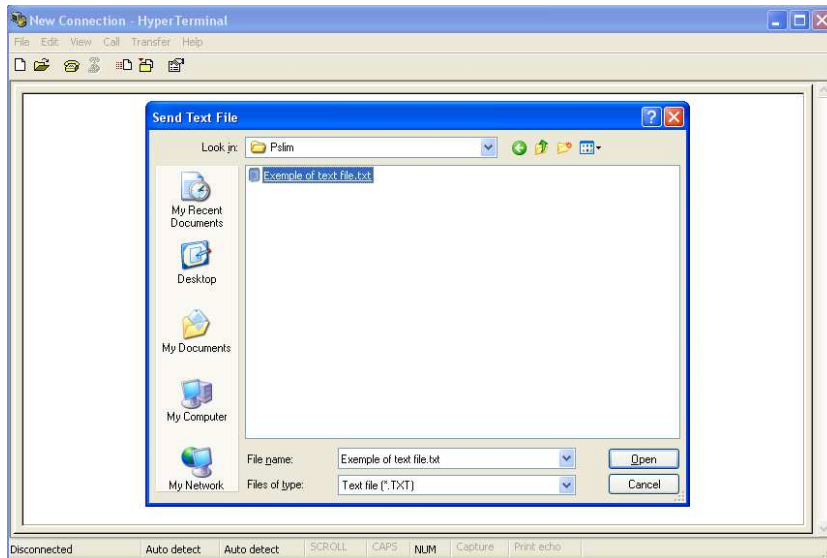 New Connection - HyperTerminal
File Edit View Call Transfer Help
Send Text File
Look in: Pslim
Exemple of text file.txt
My Recent
Documents
Desktop
My Documents
My Computer
My Network
File name: Exemple of text file.txt Open
Files of type: Text file (*.TXT) Cancel
Disconnected Auto detect Auto detect SCROLL CAPS NUM Capture Print echo